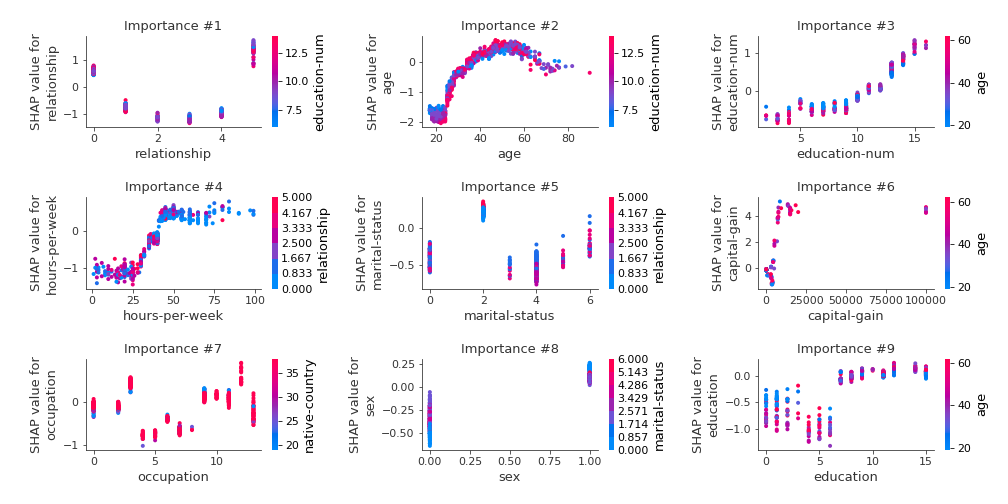 Importance #1
SHAP value for
relationship
1
0
−1
0
2
4
relationship
12.5
10.0
7.5
education-num
Importance #2
SHAP value for
age
0
−1
−2
20
40
60
80
age
12.5
10.0
7.5
education-num
Importance #3
SHAP value for
education-num
1
0
5
10
15
education-num
60
40
20
age
Importance #4
SHAP value for
hours-per-week
0
−1
0
25
50
75
100
hours-per-week
5.000
4.167
3.333
2.500
1.667
0.833
0.000
relationship
Importance #5
SHAP value for
marital-status
0.0
−0.5
0
2
4
6
marital-status
5.000
4.167
3.333
2.500
1.667
0.833
0.000
relationship
Importance #6
SHAP value for
capital-gain
4
2
0
0
25000
50000
75000
100000
capital-gain
60
40
20
age
Importance #7
SHAP value for
occupation
0
−1
0
5
10
occupation
35
30
25
20
native-country
Importance #8
SHAP value for
sex
0.25
0.00
−0.25
−0.50
0.00
0.25
0.50
0.75
1.00
sex
6.000
5.143
4.286
3.429
2.571
1.714
0.857
0.000
marital-status
Importance #9
SHAP value for
education
0.0
−0.5
−1.0
0
5
10
15
education
60
40
20
age